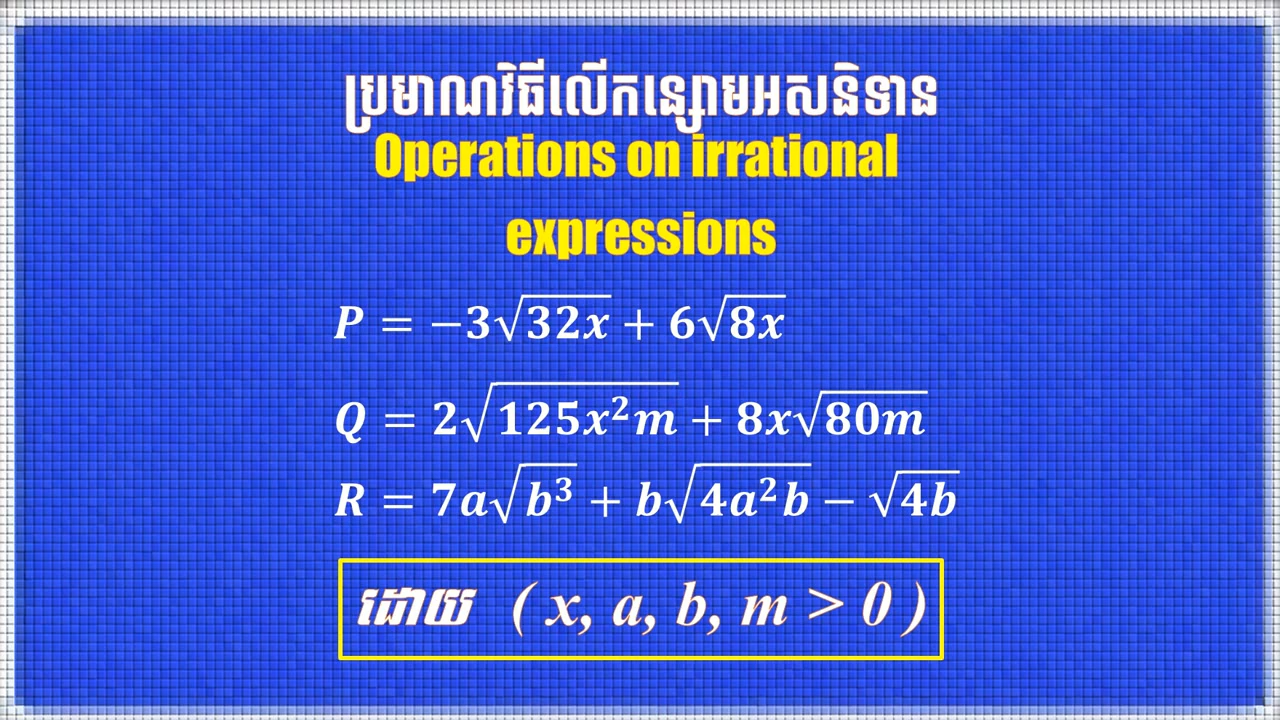 ប្រមាណវិធីលើកន្សោមអសនិទាន
Operations on irrational
expressions
P = −3√32x + 6√8x
Q = 2√125x²m + 8x√80m
R = 7a√b³ + b√4a²b − √4b
ដោយ ( x, a, b, m > 0 )